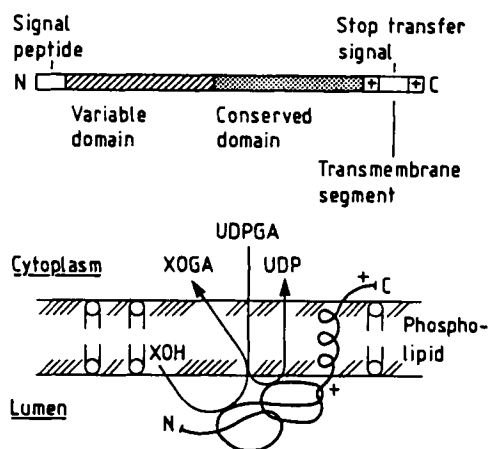 Signal
peptide
Stop transfer
signal
N
+
+
C
Variable
domain
Conserved
domain
Transmembrane
segment
UDPGA
Cytoplasm
XOGA
UDP
+
C
Phospho-
lipid
XOH
Lumen
N
+